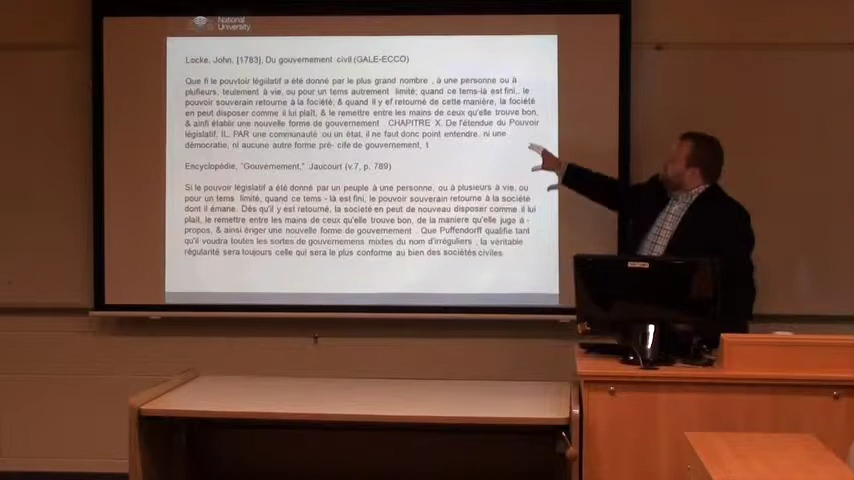 National
University
Locke, John, [1783], Du gouvernement civil (GALE-ECCO)
Que fi le pouvtoir législatif a été donné par le plus grand nombre , à une personne ou à
plufieurs, teulement à vie, ou pour un tems autrement limité; quand ce tems-là est fini,. le
pouvoir souverain retourne à la fociété, & quand il y ef retourné de cette manière, la société
en peut disposer comme il lui plaît, & le remettre entre les mains de ceux qu'elle trouve bon,
& ainfi établir une nouvelle forme de gouvernement . CHAPITRE X. De l'étendue du Pouvoir
législatif, IL. PAR une communauté ou un état, il ne faut donc point entendre, ni une
démocratie, ni aucune autre forme pré- cife de gouvernement, t
Encyclopédie, "Gouvernement," Jaucourt (v.7, p. 789)
Si le pouvoir législatif a été donné par un peuple à une personne, ou à plusieurs à vie, ou
pour un tems limité, quand ce tems - là est fini, le pouvoir souverain retourne à la société
dont il émane. Dès qu'il y est retourné, la société en peut de nouveau disposer comme il lui
plaît, le remettre entre les mains de ceux qu'elle trouve bon, de la maniere qu'elle juge à -
propos, & ainsi ériger une nouvelle forme de gouvernement . Que Puffendorff qualifie tant
qu'il voudra toutes les sortes de gouvernemens mixtes du nom d'irréguliers , la véritable
régularité sera toujours celle qui sera le plus conforme au bien des sociétés civiles